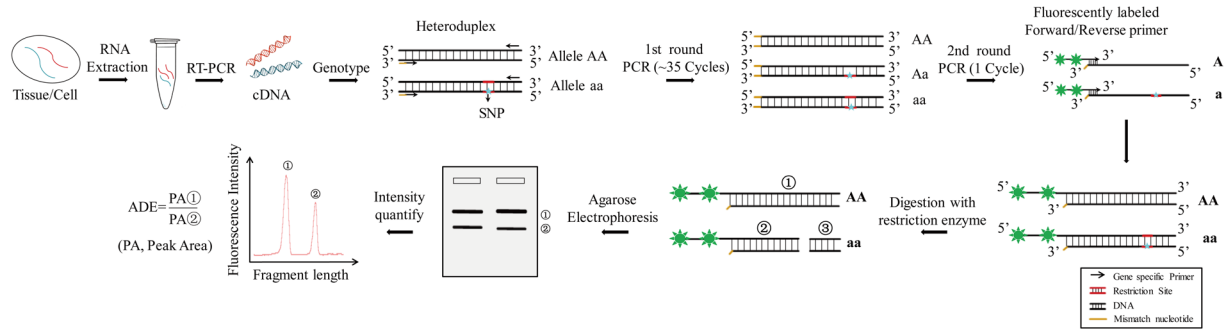 Tissue/Cell
RNA
Extraction
RT-PCR
cDNA
Genotype
Heteroduplex
5’
3’
3’
5’
Allele AA
5’
3’
3’
5’
Allele aa
SNP
1st round
PCR (~35 Cycles)
AA
Aa
aa
2nd round
PCR (1 Cycle)
Fluorescently labeled
Forward/Reverse primer
5’
3’
A
3’
5’
5’
3’
a
3’
5’
5’
3’
AA
3’
5’
5’
3’
aa
3’
5’
Gene specific Primer
Restriction Site
DNA
Mismatch nucleotide
Digestion with
restriction enzyme
①
AA
②
③
aa
Agarose
Electrophoresis
①
②
Intensity
quantify
Fluorescence Intensity
①
②
Fragment length
ADE=PA①
PA②
(PA, Peak Area)